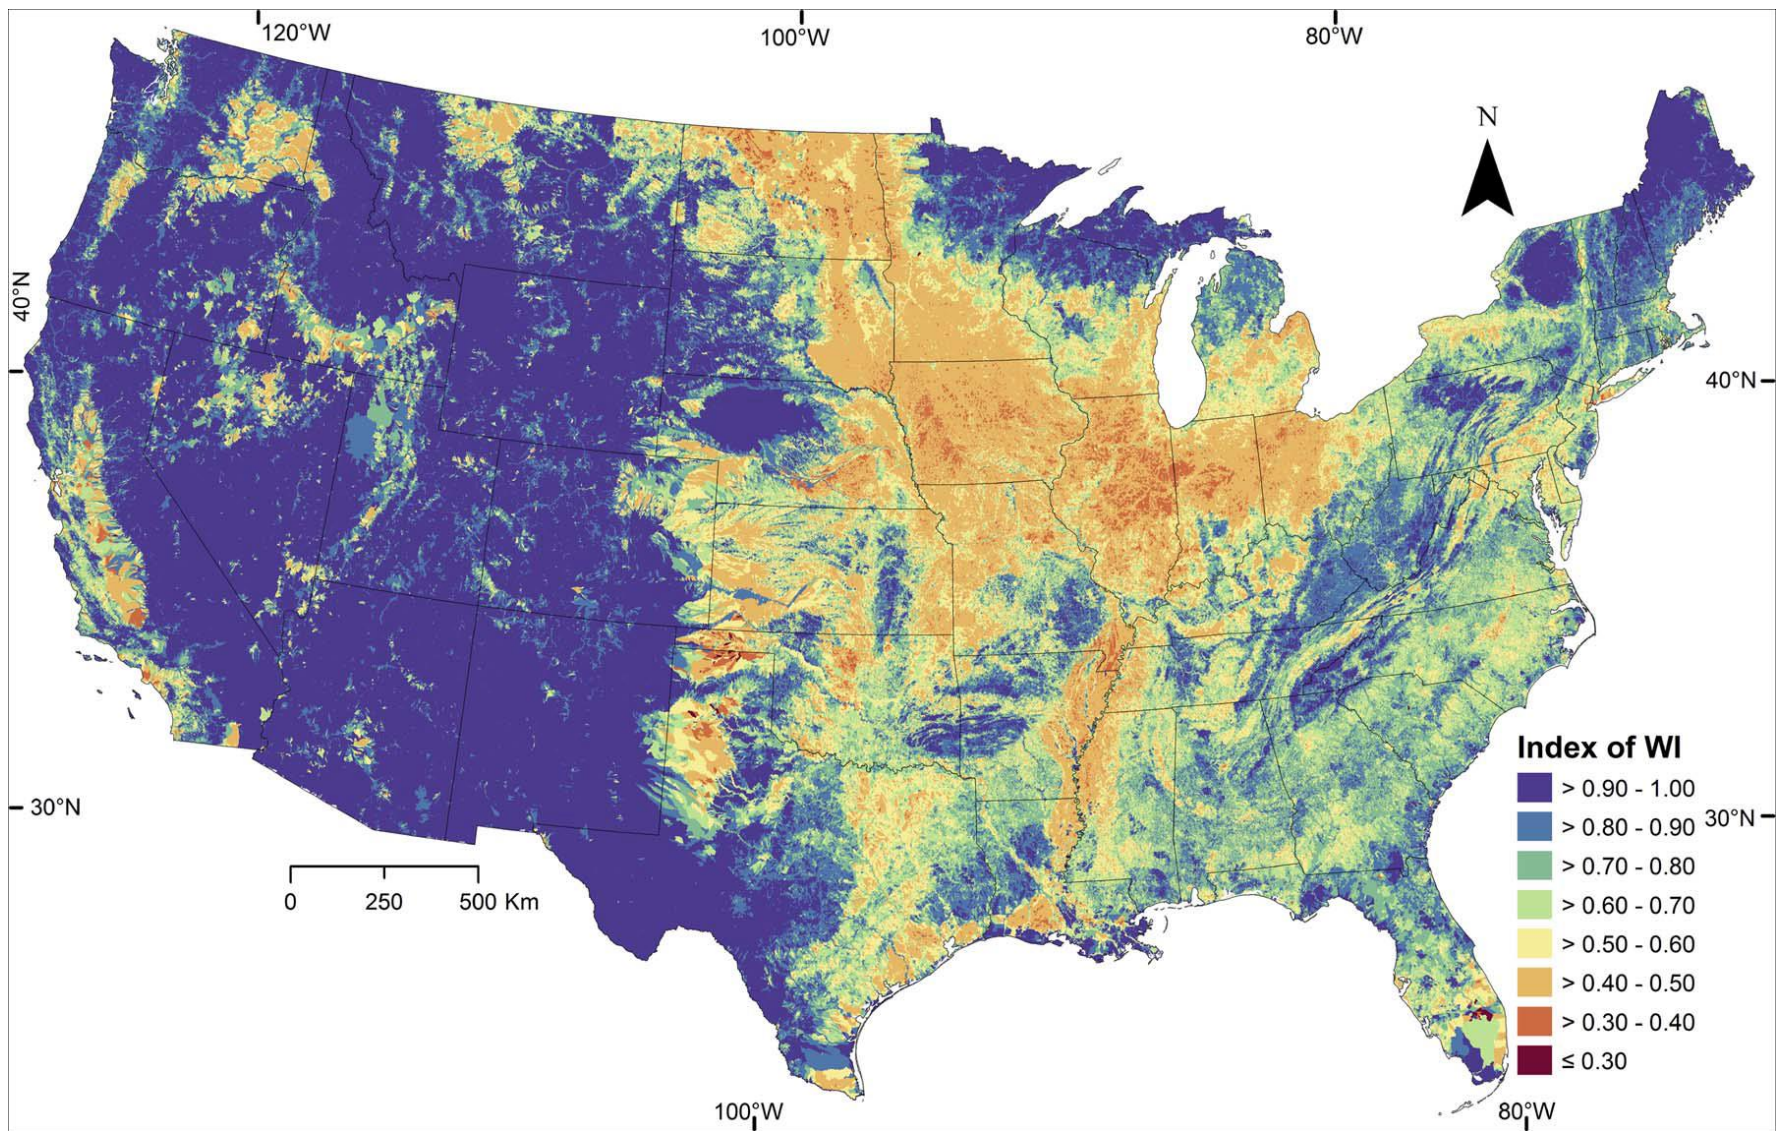 120°W
100°W
80°W
N
40°N
40°N
Index of WI
> 0.90 - 1.00
> 0.80 - 0.90
> 0.70 - 0.80
> 0.60 - 0.70
> 0.50 - 0.60
> 0.40 - 0.50
> 0.30 - 0.40
≤ 0.30
30°N
30°N
0 250 500 Km
100°W
80°W